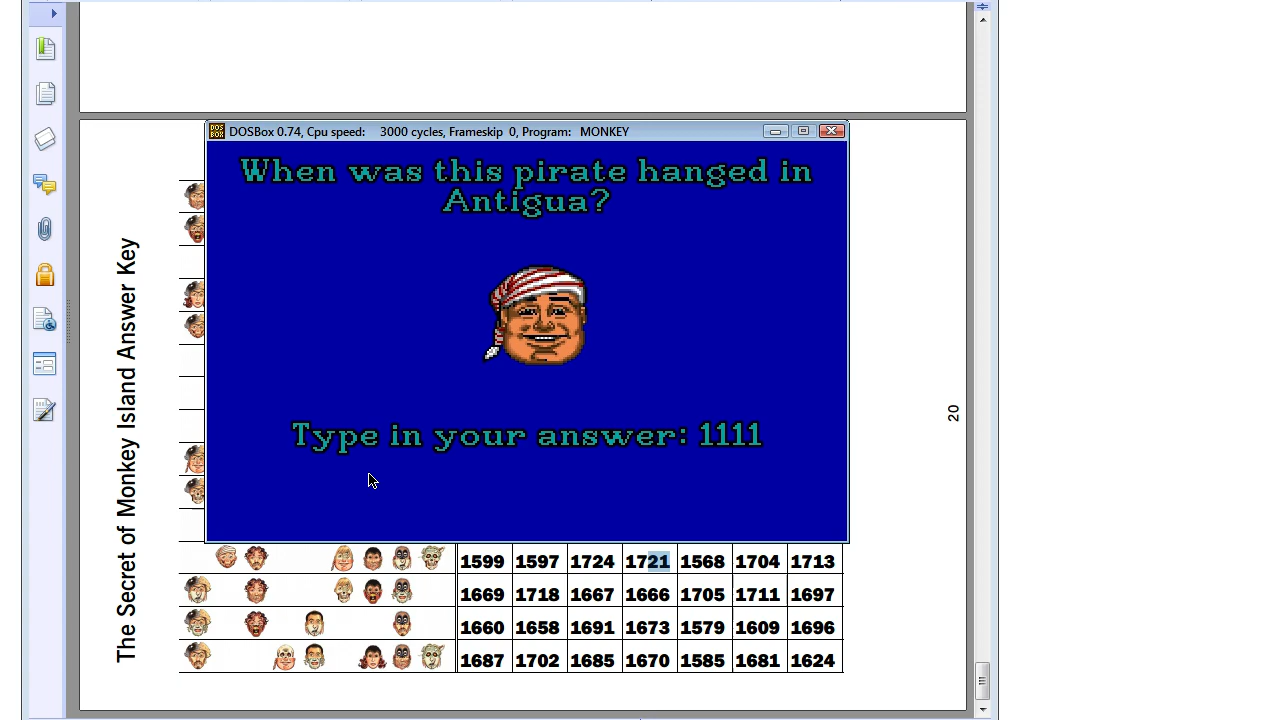 DOSBox 0.74, Cpu speed: 3000 cycles, Frameskip 0, Program: MONKEY
When was this pirate hanged in
Antigua?
Type in your answer: 1111
The Secret of Monkey Island Answer Key
20
1599 1597 1724 1721 1568 1704 1713
1669 1718 1667 1666 1705 1711 1697
1660 1658 1691 1673 1579 1609 1696
1687 1702 1685 1670 1585 1681 1624